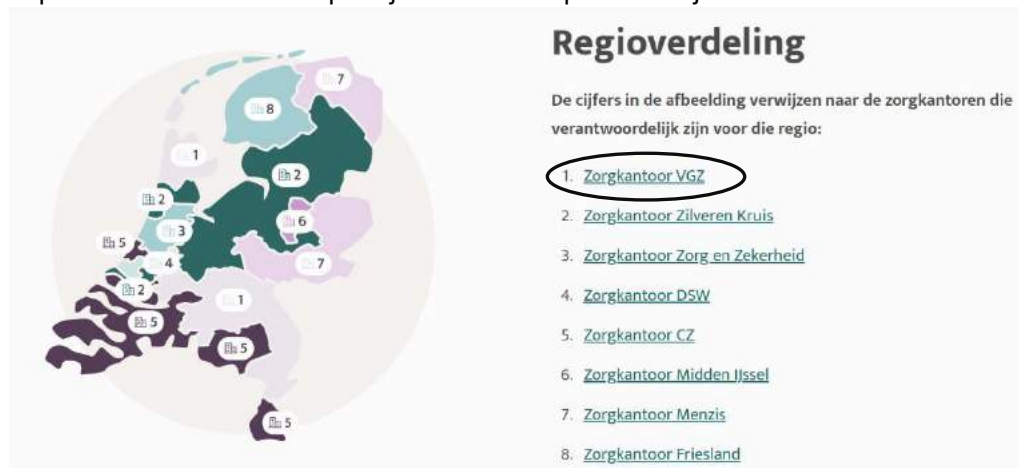 Regioverdeling
De cijfers in de afbeelding verwijzen naar de zorgkantoren die
verantwoordelijk zijn voor die regio:
1. Zorgkantoor VGZ
2. Zorgkantoor Zilveren Kruis
3. Zorgkantoor Zorg en Zekerheid
4. Zorgkantoor DSW
5. Zorgkantoor CZ
6. Zorgkantoor Midden IJssel
7. Zorgkantoor Menzis
8. Zorgkantoor Friesland
7
8
1
2
2
6
3
5
4
7
2
1
5
5
5